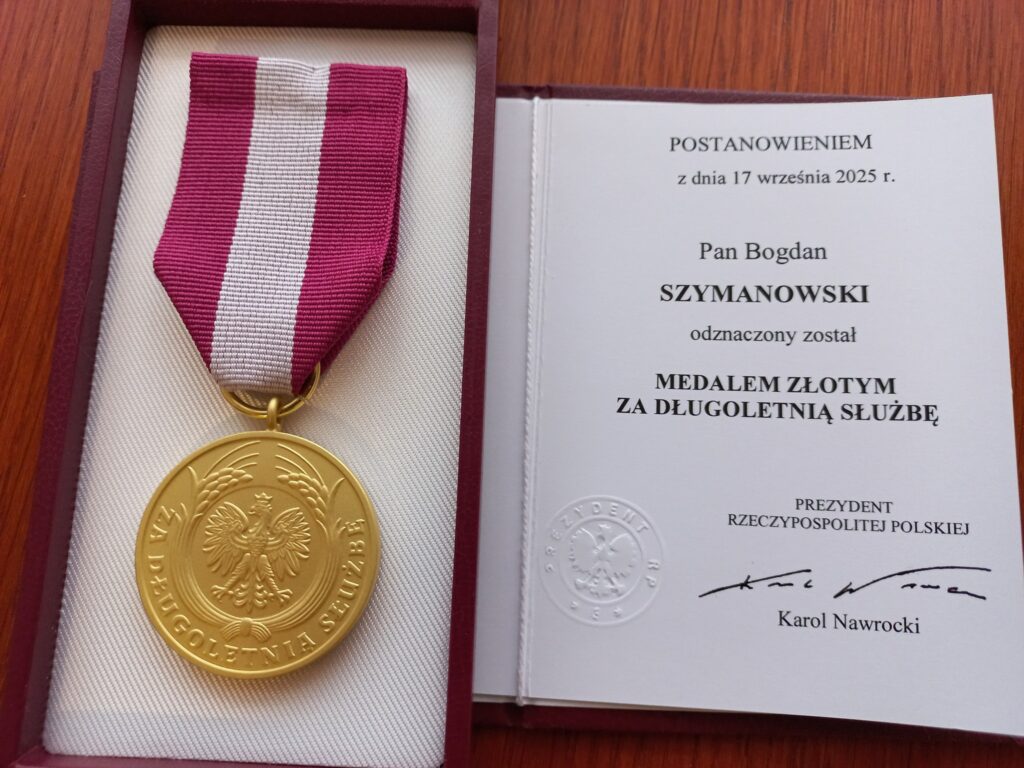 ZA DŁUGOLETNIĄ SŁUŻBĘ
POSTANOWIENIEM
z dnia 17 września 2025 r.
Pan Bogdan
SZYMANOWSKI
odznaczony został
MEDALEM ZŁOTYM
ZA DŁUGOLETNIĄ SŁUŻBĘ
PREZYDENT RP
PREZYDENT
RZECZYPOSPOLITEJ POLSKIEJ
Karol Nawrocki